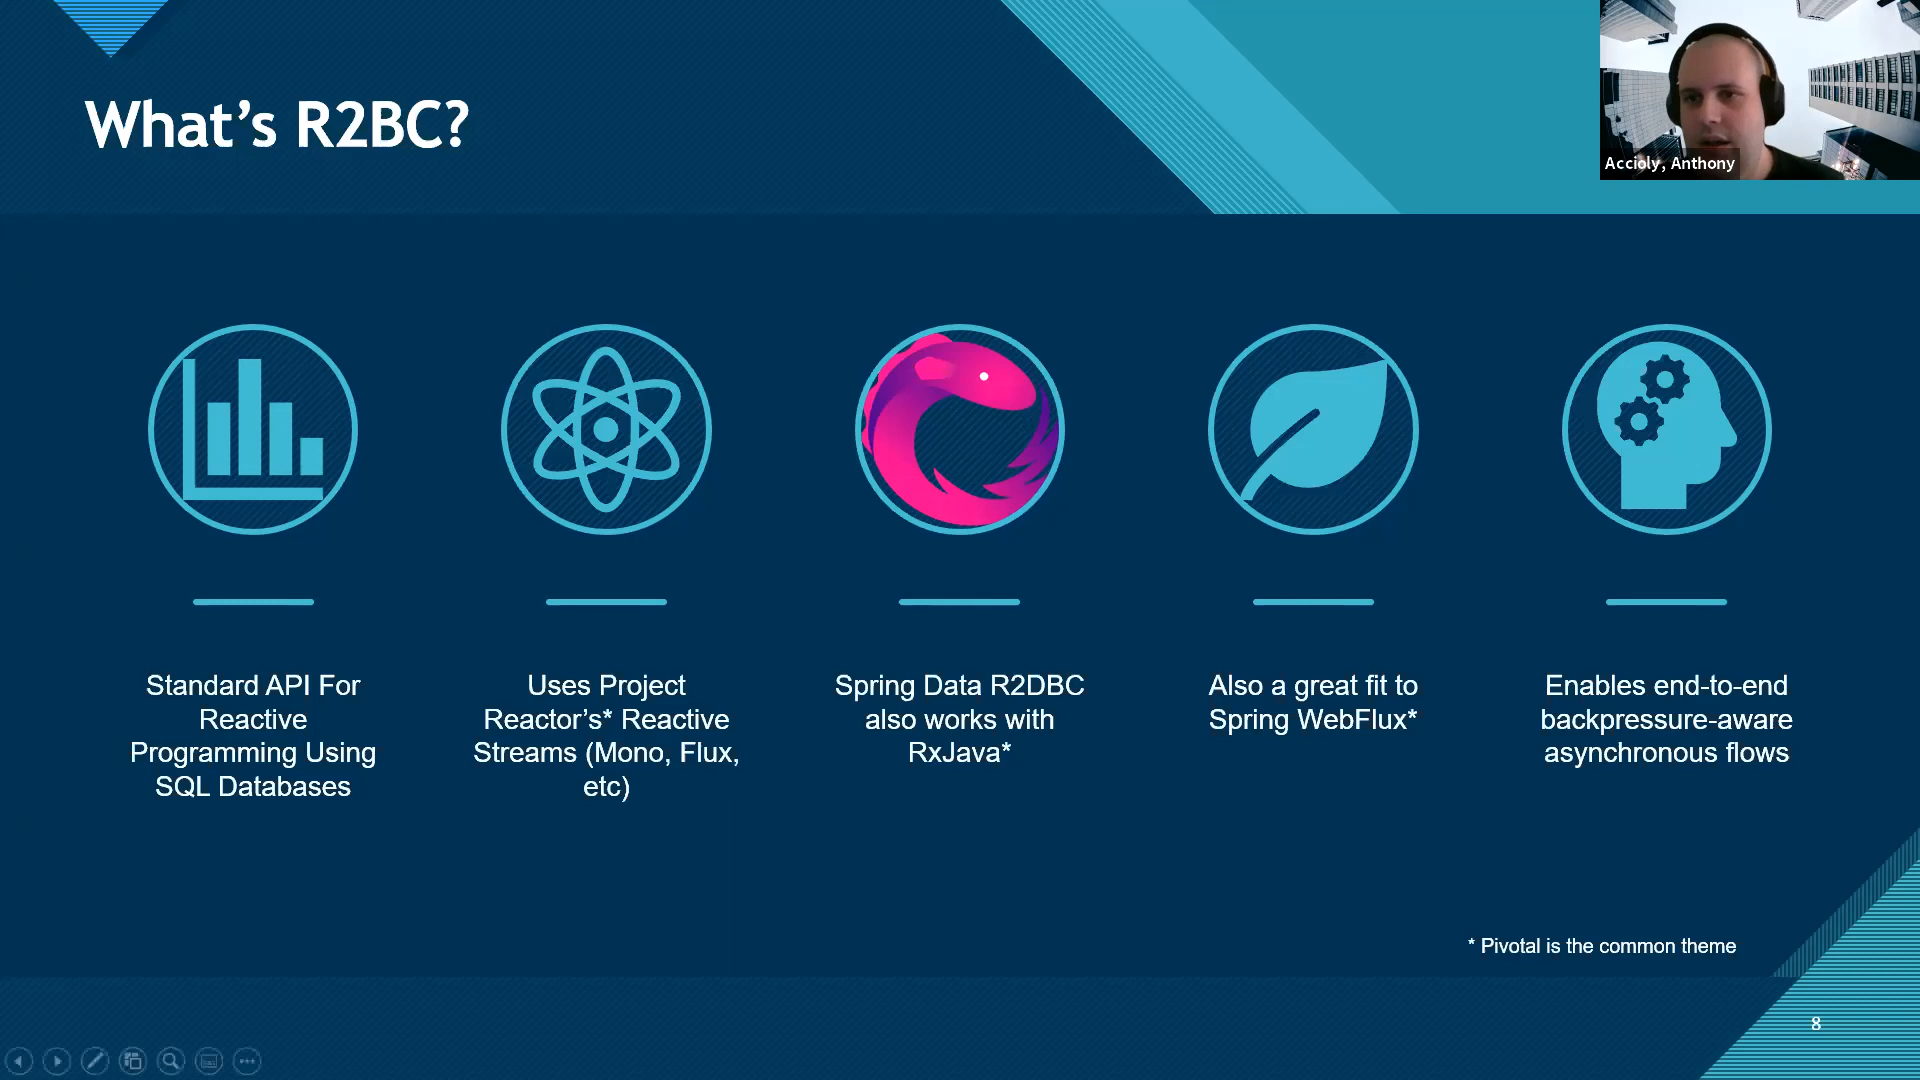 What’s R2BC?
Accioly, Anthony
Standard API For
Reactive
Programming Using
SQL Databases
Uses Project
Reactor’s* Reactive
Streams (Mono, Flux,
etc)
Spring Data R2DBC
also works with
RxJava*
Also a great fit to
Spring WebFlux*
Enables end-to-end
backpressure-aware
asynchronous flows
* Pivotal is the common theme
8